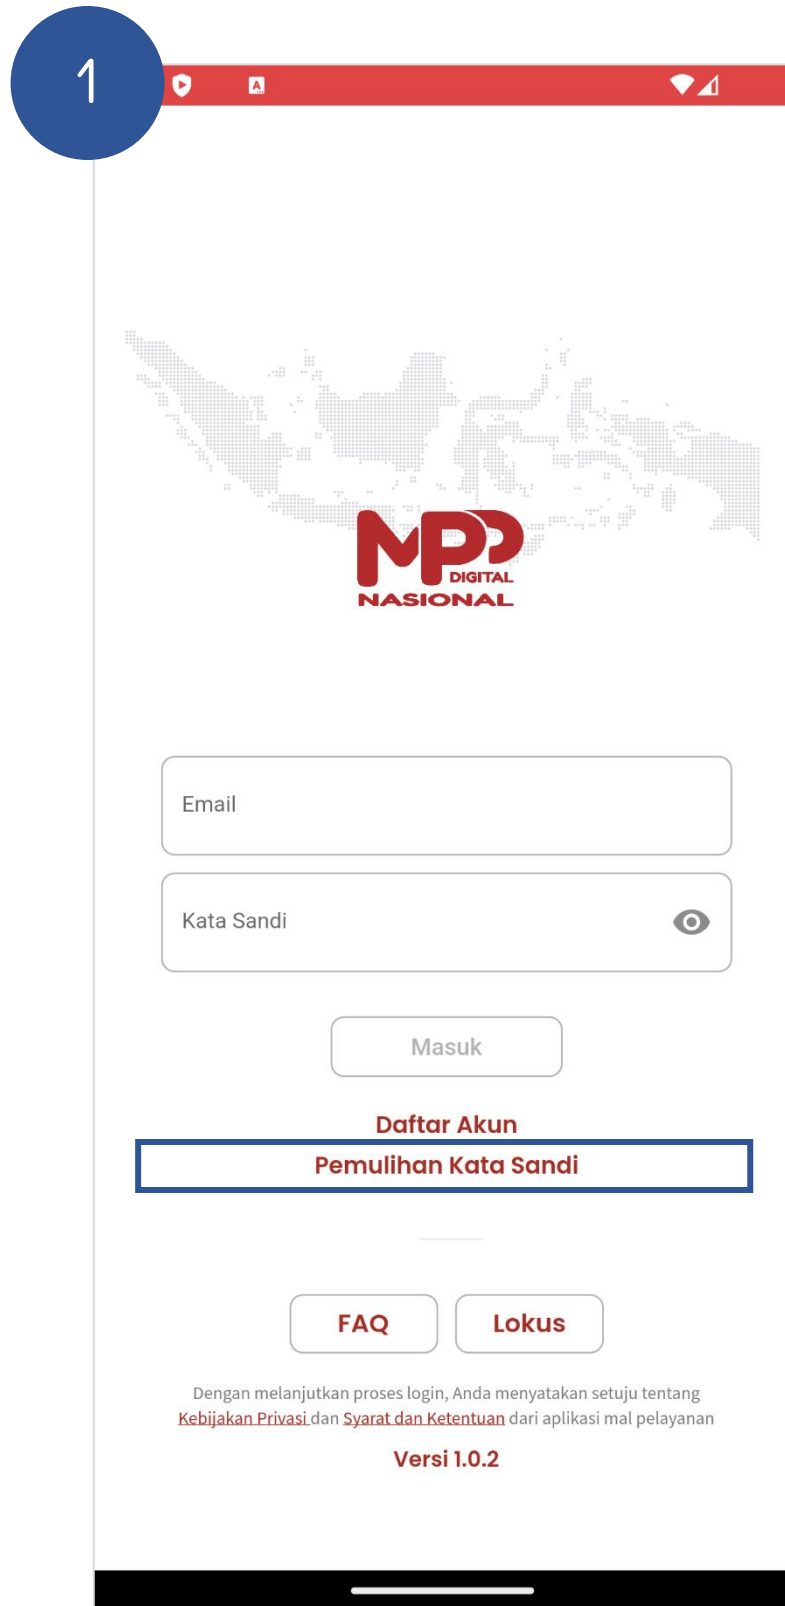 1
MPP
DIGITAL
NASIONAL
Email
Kata Sandi
Masuk
Daftar Akun
Pemulihan Kata Sandi
FAQ
Lokus
Dengan melanjutkan proses login, Anda menyatakan setuju tentang
Kebijakan Privasi dan Syarat dan Ketentuan dari aplikasi mal pelayanan
Versi 1.0.2